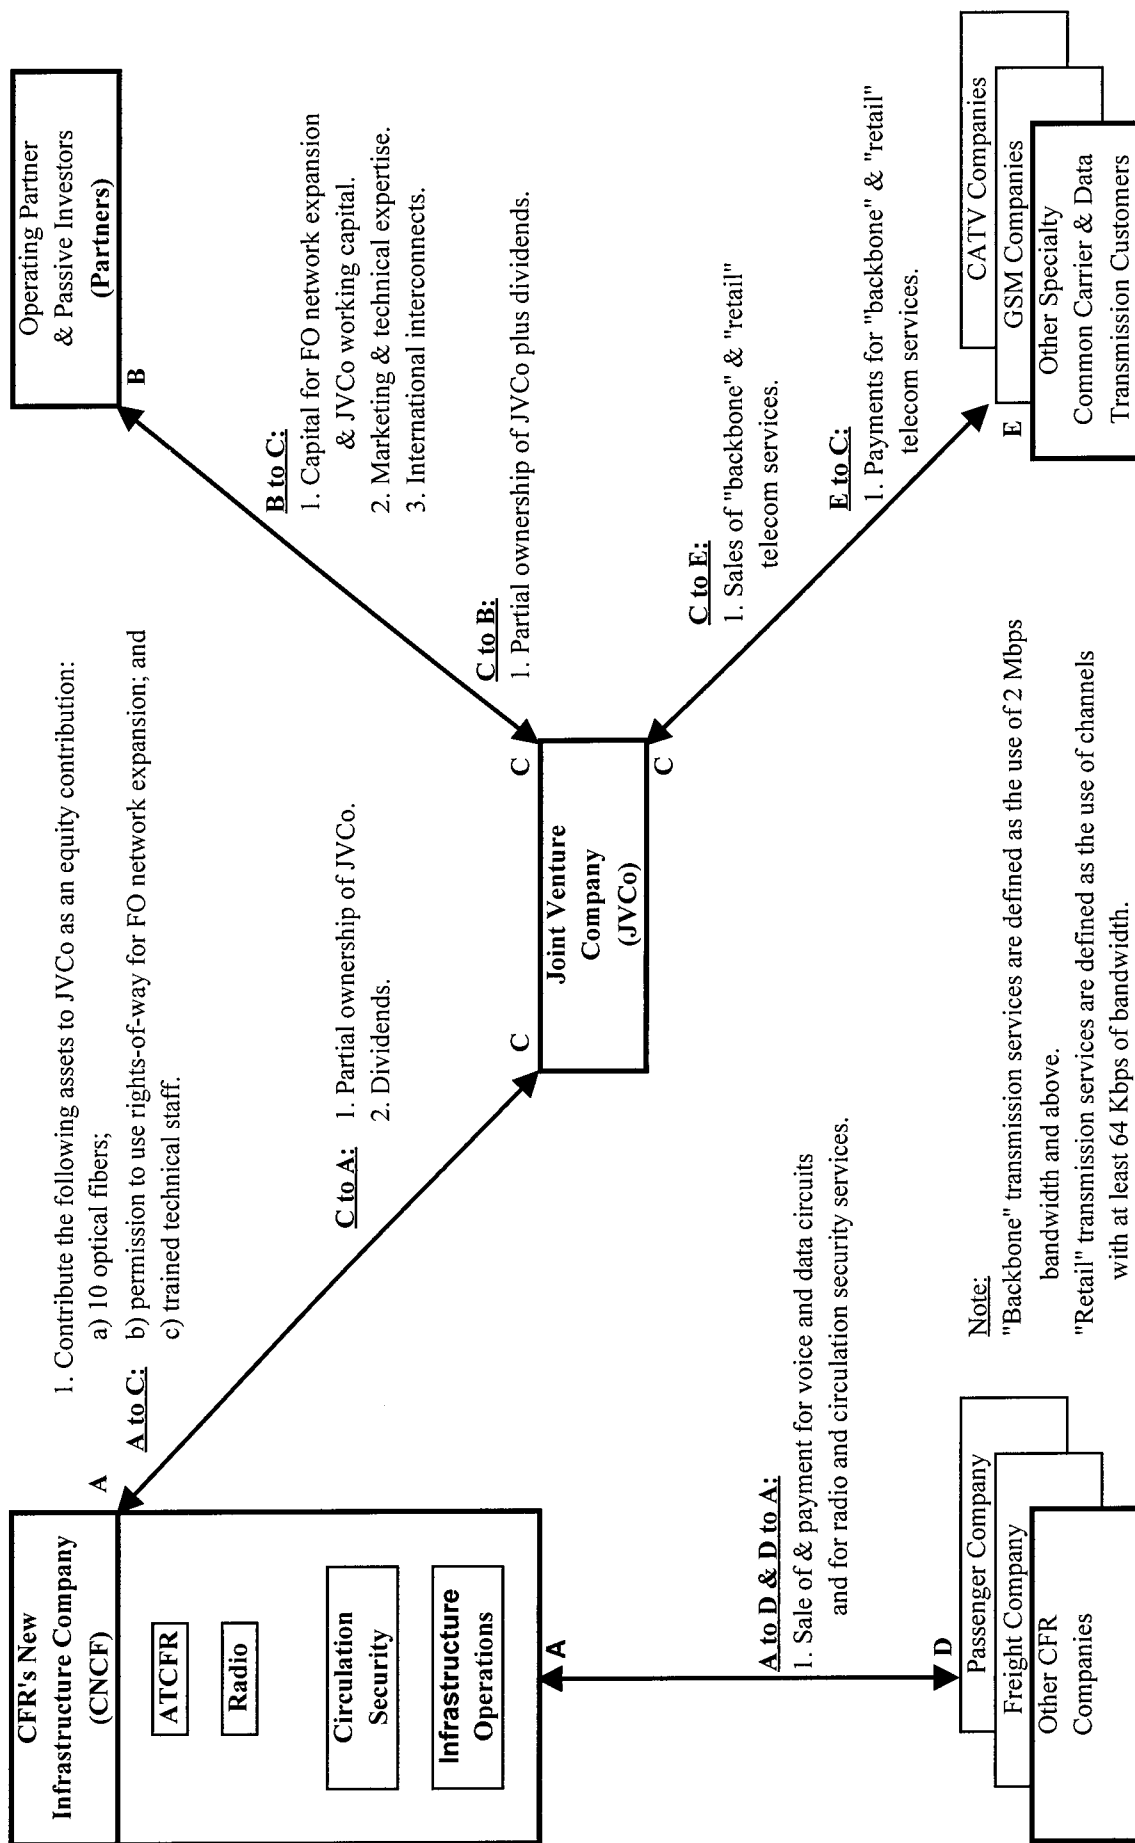 CFR's New
Infrastructure Company
(CNCF)
ATCFR
Radio
Circulation
Security
Infrastructure
Operations
A
A
A to C:
1. Contribute the following assets to JVCo as an equity contribution:
a) 10 optical fibers;
b) permission to use rights-of-way for FO network expansion; and
c) trained technical staff.
C to A:
1. Partial ownership of JVCo.
2. Dividends.
Operating Partner
& Passive Investors
(Partners)
B
B to C:
1. Capital for FO network expansion
& JVCo working capital.
2. Marketing & technical expertise.
3. International interconnects.
C to B:
1. Partial ownership of JVCo plus dividends.
C
C
Joint Venture
Company
(JVCo)
C
C to E:
1. Sales of "backbone" & "retail"
telecom services.
E to C:
1. Payments for "backbone" & "retail"
telecom services.
A to D & D to A:
1. Sale of & payment for voice and data circuits
and for radio and circulation security services.
D
Passenger Company
Freight Company
Other CFR
Companies
Note:
"Backbone" transmission services are defined as the use of 2 Mbps
bandwidth and above.
"Retail" transmission services are defined as the use of channels
with at least 64 Kbps of bandwidth.
E
CATV Companies
GSM Companies
Other Specialty
Common Carrier & Data
Transmission Customers